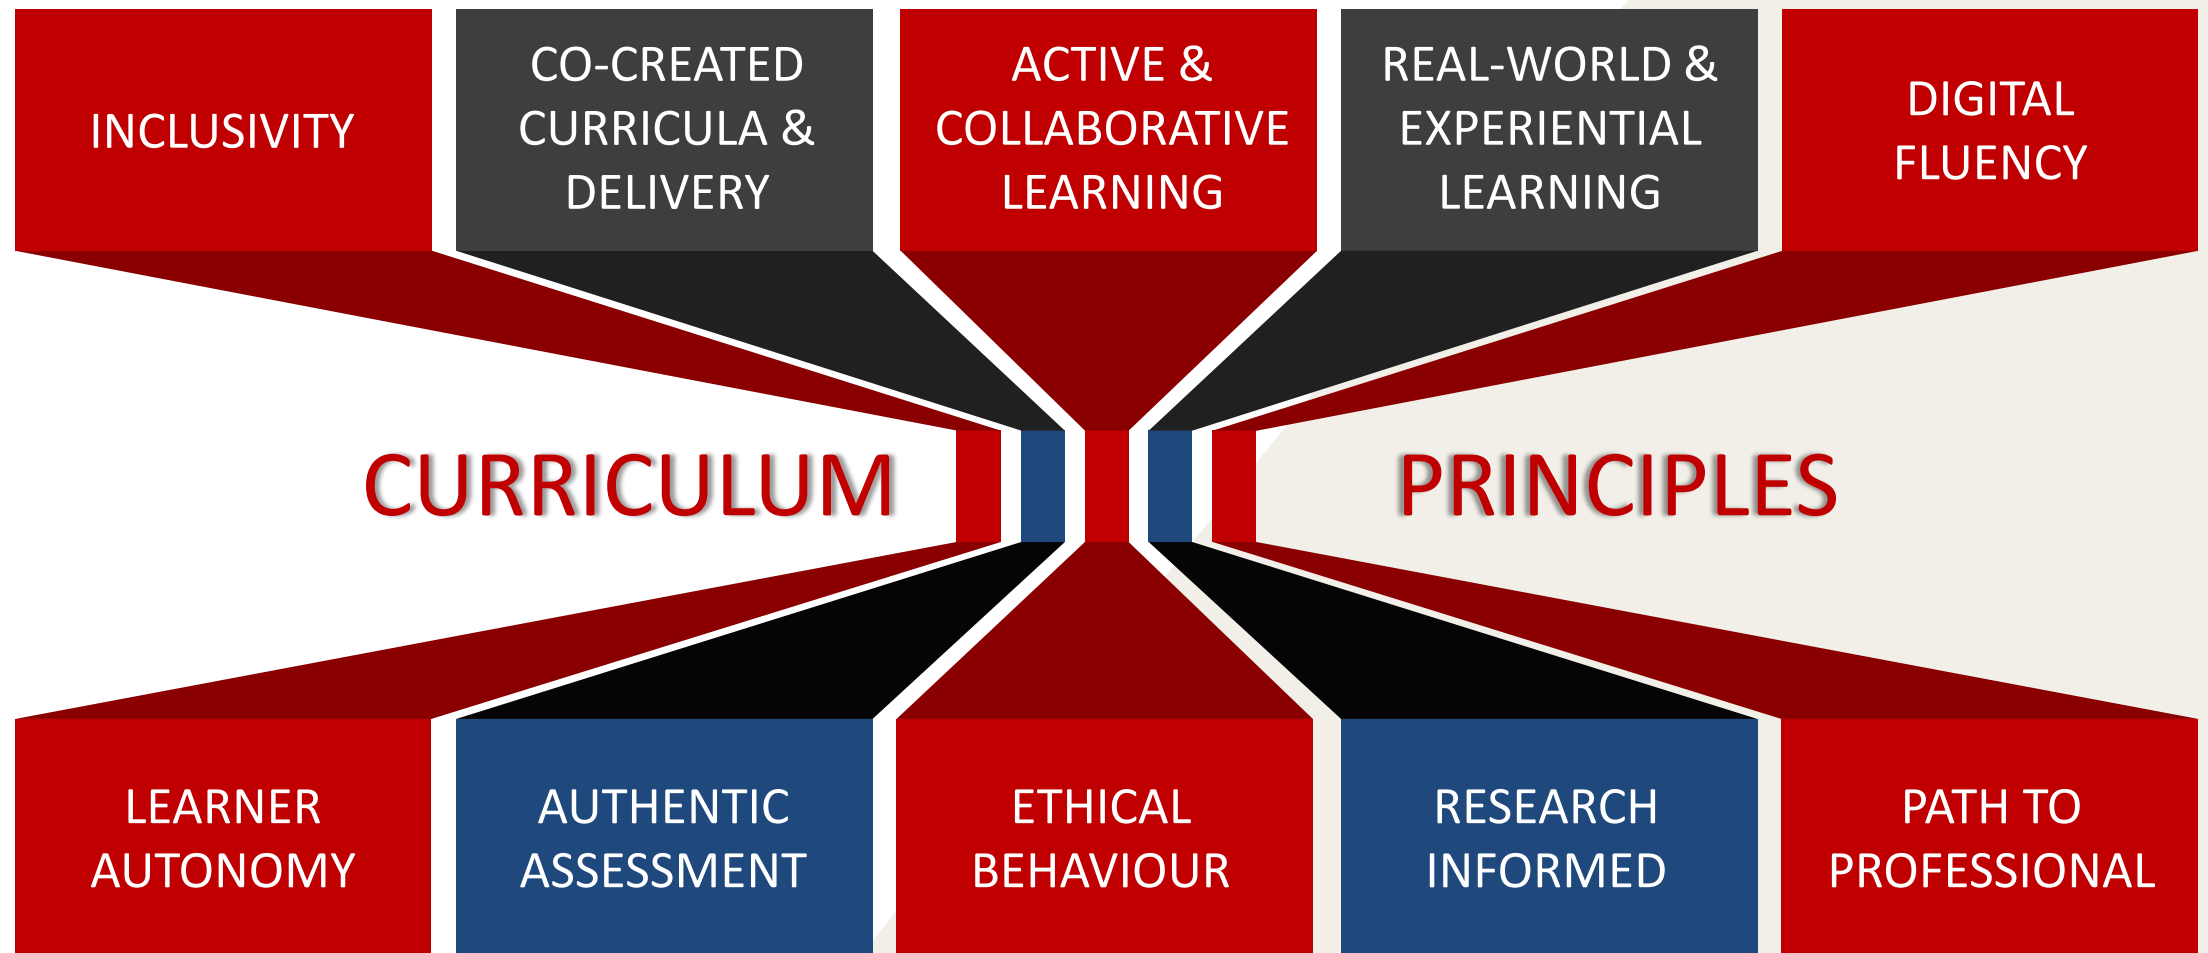 INCLUSIVITY
CO-CREATED
CURRICULA &
DELIVERY
ACTIVE &
COLLABORATIVE
LEARNING
REAL-WORLD &
EXPERIENTIAL
LEARNING
DIGITAL
FLUENCY
CURRICULUM
PRINCIPLES
LEARNER
AUTONOMY
AUTHENTIC
ASSESSMENT
ETHICAL
BEHAVIOUR
RESEARCH
INFORMED
PATH TO
PROFESSIONAL